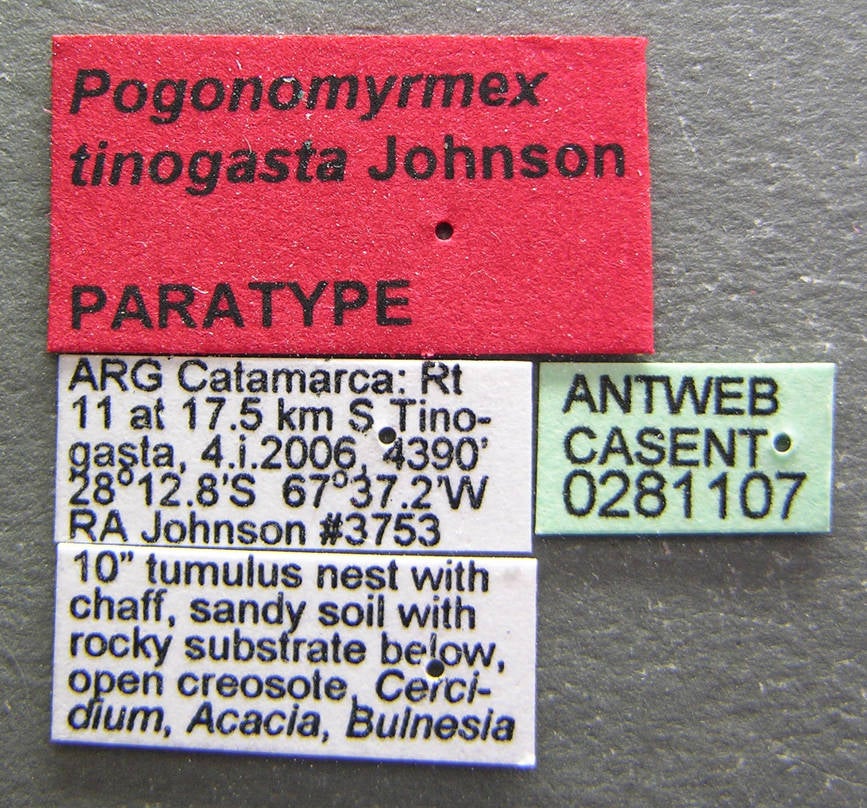 Pogonomyrmex
tinogasta Johnson
PARATYPE
ARG Catamarca: Rt
11 at 17.5 km S Tino-
gasta, 4.i.2006, 4390'
28°12.8'S 67°37.2'W
RA Johnson #3753
ANTWEB
CASENT
0281107
10” tumulus nest with
chaff, sandy soil with
rocky substrate below,
open creosote, Cerci-
dium, Acacia, Bulnesia